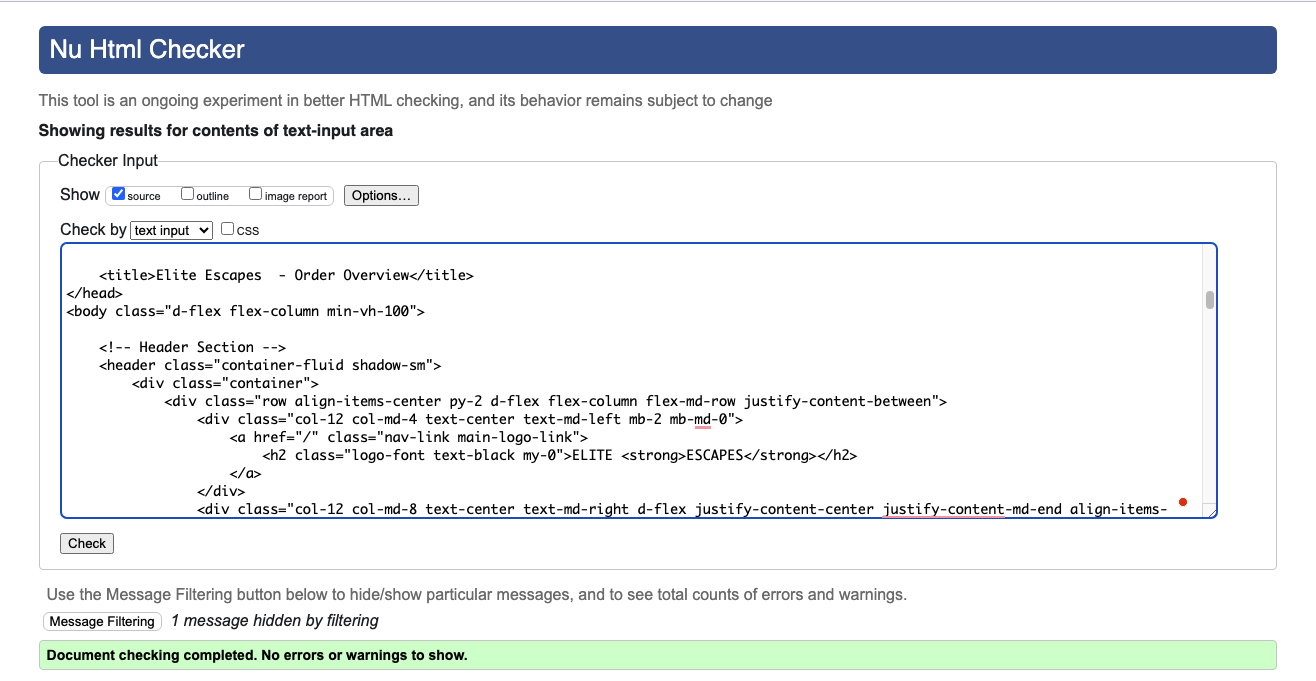 Nu Html Checker
This tool is an ongoing experiment in better HTML checking, and its behavior remains subject to change
Showing results for contents of text-input area
Checker Input
Show source outline image report Options...
Check by text input css
    <title>Elite Escapes  - Order Overview</title>
</head>
<body class="d-flex flex-column min-vh-100">
    <!-- Header Section -->
    <header class="container-fluid shadow-sm">
        <div class="container">
            <div class="row align-items-center py-2 d-flex flex-column flex-md-row justify-content-between">
                <div class="col-12 col-md-4 text-center text-md-left mb-2 mb-md-0">
                    <a href="/" class="nav-link main-logo-link">
                        <h2 class="logo-font text-black my-0">ELITE <strong>ESCAPES</strong></h2>
                    </a>
                </div>
                <div class="col-12 col-md-8 text-center text-md-right d-flex justify-content-center justify-content-md-end align-items-
Check
Use the Message Filtering button below to hide/show particular messages, and to see total counts of errors and warnings.
Message Filtering 1 message hidden by filtering
Document checking completed. No errors or warnings to show.